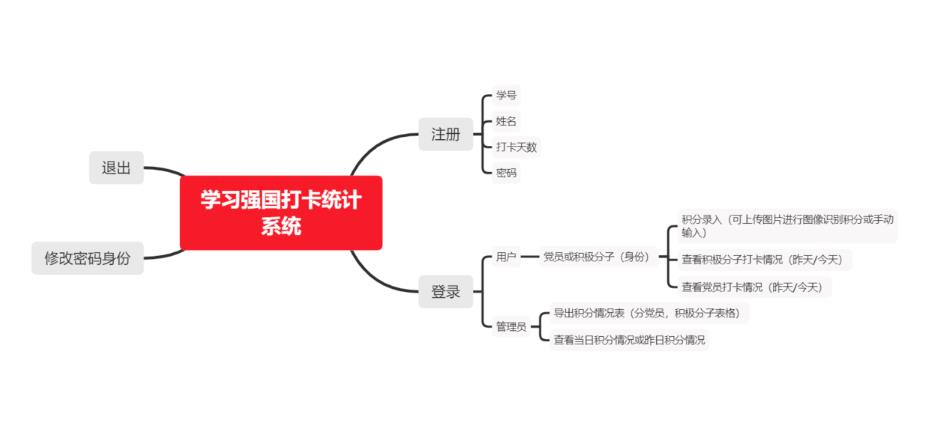 学习强国打卡统计
系统
退出
修改密码身份
注册
学号
姓名
打卡天数
密码
登录
用户
党员或积极分子（身份）
积分录入（可上传图片进行图像识别积分或手动
输入）
查看积极分子打卡情况（昨天/今天）
查看党员打卡情况（昨天/今天）
管理员
导出积分情况表（分党员，积极分子表格）
查看当日积分情况或昨日积分情况